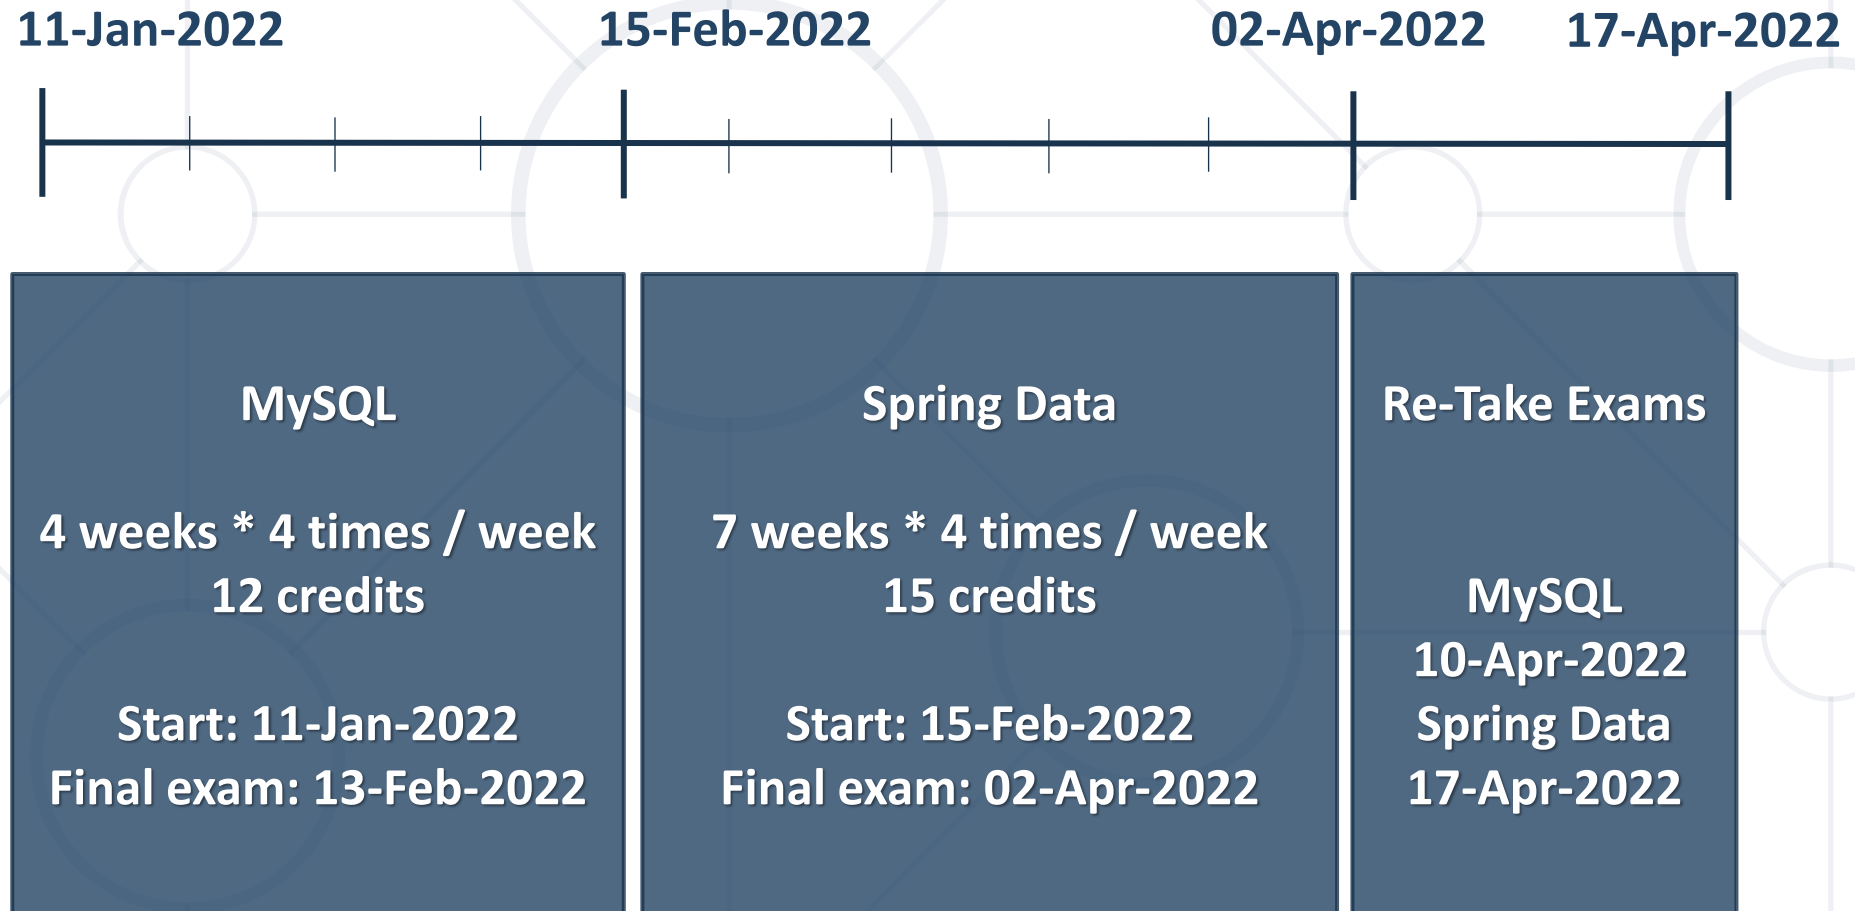 11-Jan-2022
15-Feb-2022
02-Apr-2022
17-Apr-2022
MySQL
4 weeks * 4 times / week
12 credits
Start: 11-Jan-2022
Final exam: 13-Feb-2022
Spring Data
7 weeks * 4 times / week
15 credits
Start: 15-Feb-2022
Final exam: 02-Apr-2022
Re-Take Exams
MySQL
10-Apr-2022
Spring Data
17-Apr-2022